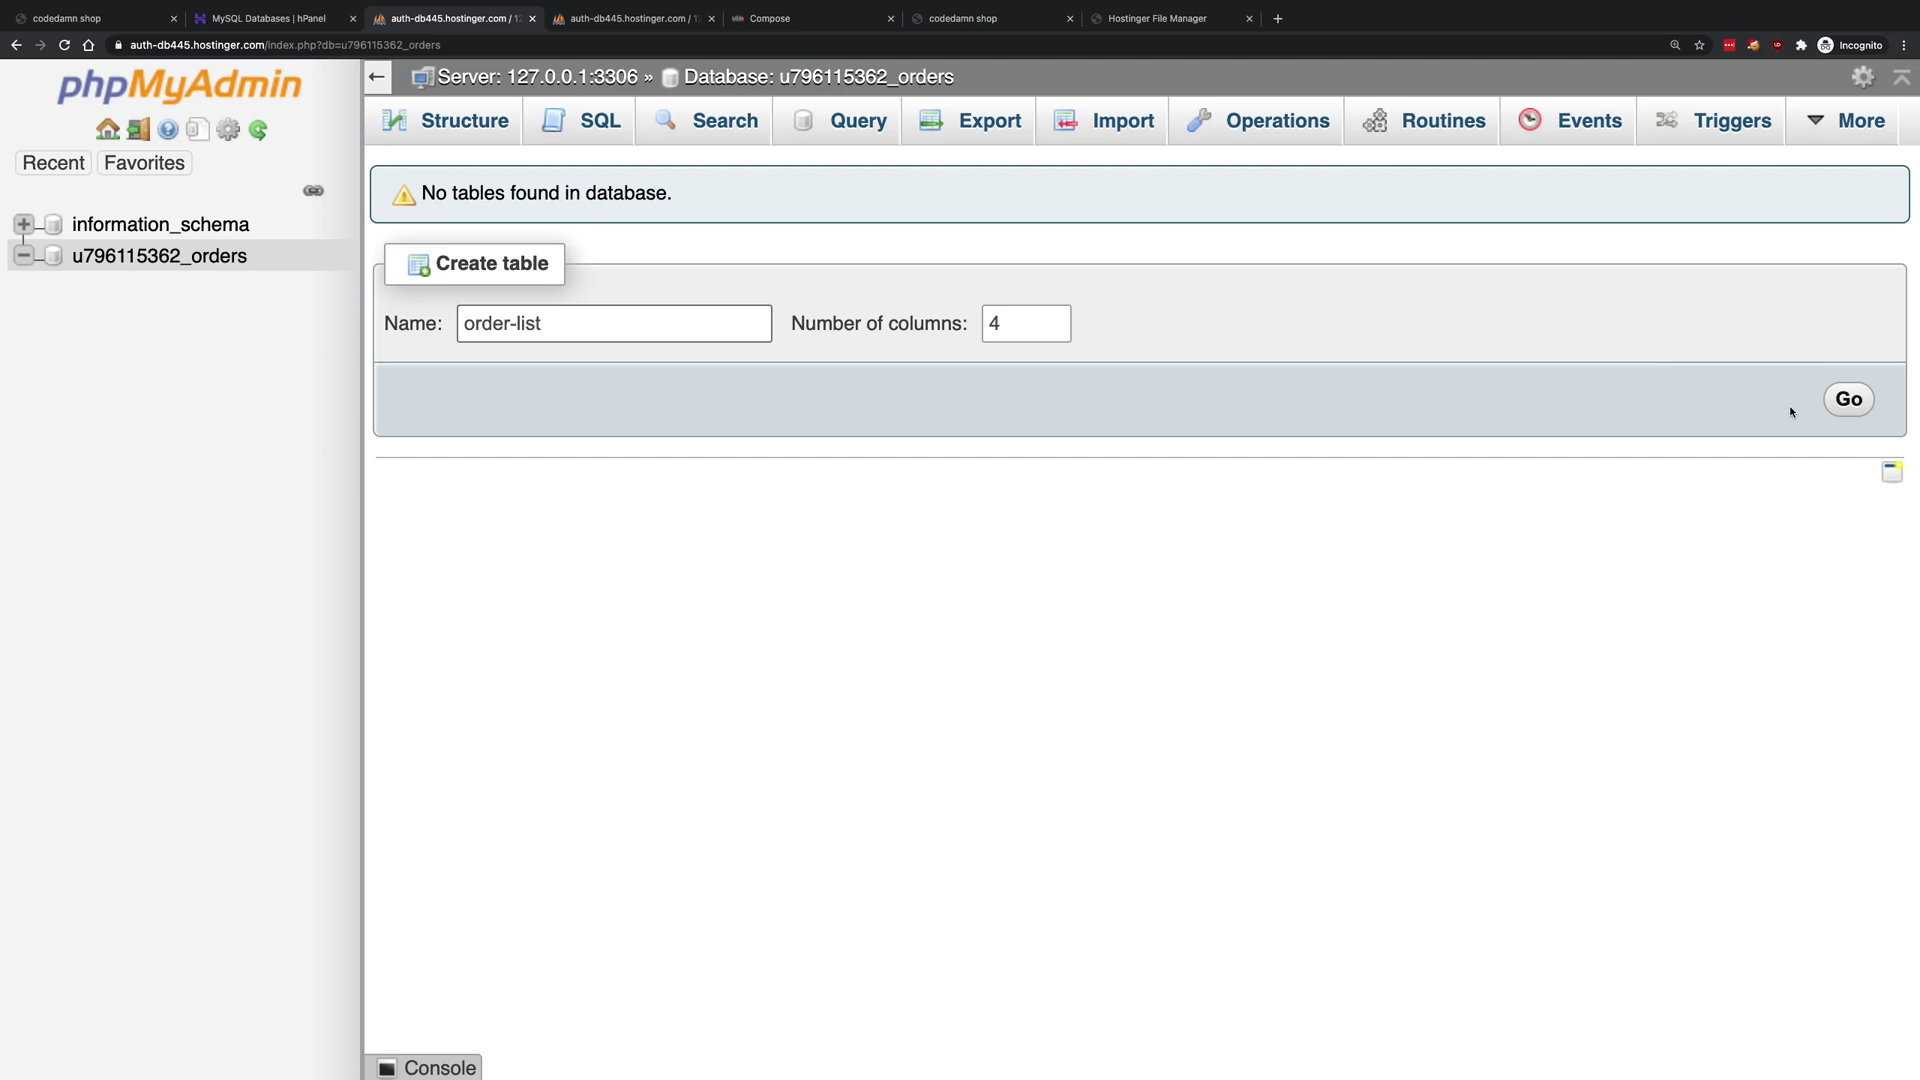 codedamn shop
MySQL Databases | hPanel
auth-db445.hostinger.com / 12
auth-db445.hostinger.com / 12
Compose
codedamn shop
Hostinger File Manager
auth-db445.hostinger.com/index.php?db=u796115362_orders
Incognito
phpMyAdmin
Recent
Favorites
information_schema
u796115362_orders
Server: 127.0.0.1:3306 » Database: u796115362_orders
Structure
SQL
Search
Query
Export
Import
Operations
Routines
Events
Triggers
More
No tables found in database.
Create table
Name: order-list Number of columns: 4
Go
Console